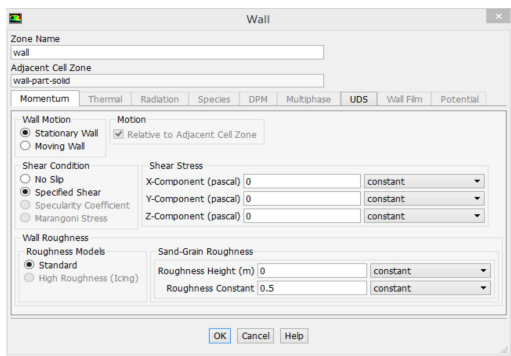 Wall
Zone Name
wall
Adjacent Cell Zone
wall-part-solid
Momentum Thermal Radiation Species DPM Multiphase UDS Wall Film Potential
Wall Motion Motion
Stationary Wall Relative to Adjacent Cell Zone
Moving Wall
Shear Condition Shear Stress
No Slip X-Component (pascal) 0 constant
Specified Shear Y-Component (pascal) 0 constant
Specularity Coefficient
Marangoni Stress Z-Component (pascal) 0 constant
Wall Roughness
Roughness Models Sand-Grain Roughness
Standard Roughness Height (m) 0 constant
High Roughness (Icing) Roughness Constant 0.5 constant
OK Cancel Help